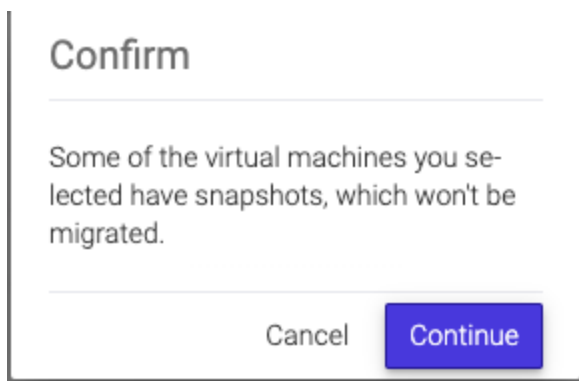 Confirm
Some of the virtual machines you se-
lected have snapshots, which won't be
migrated.
Cancel Continue